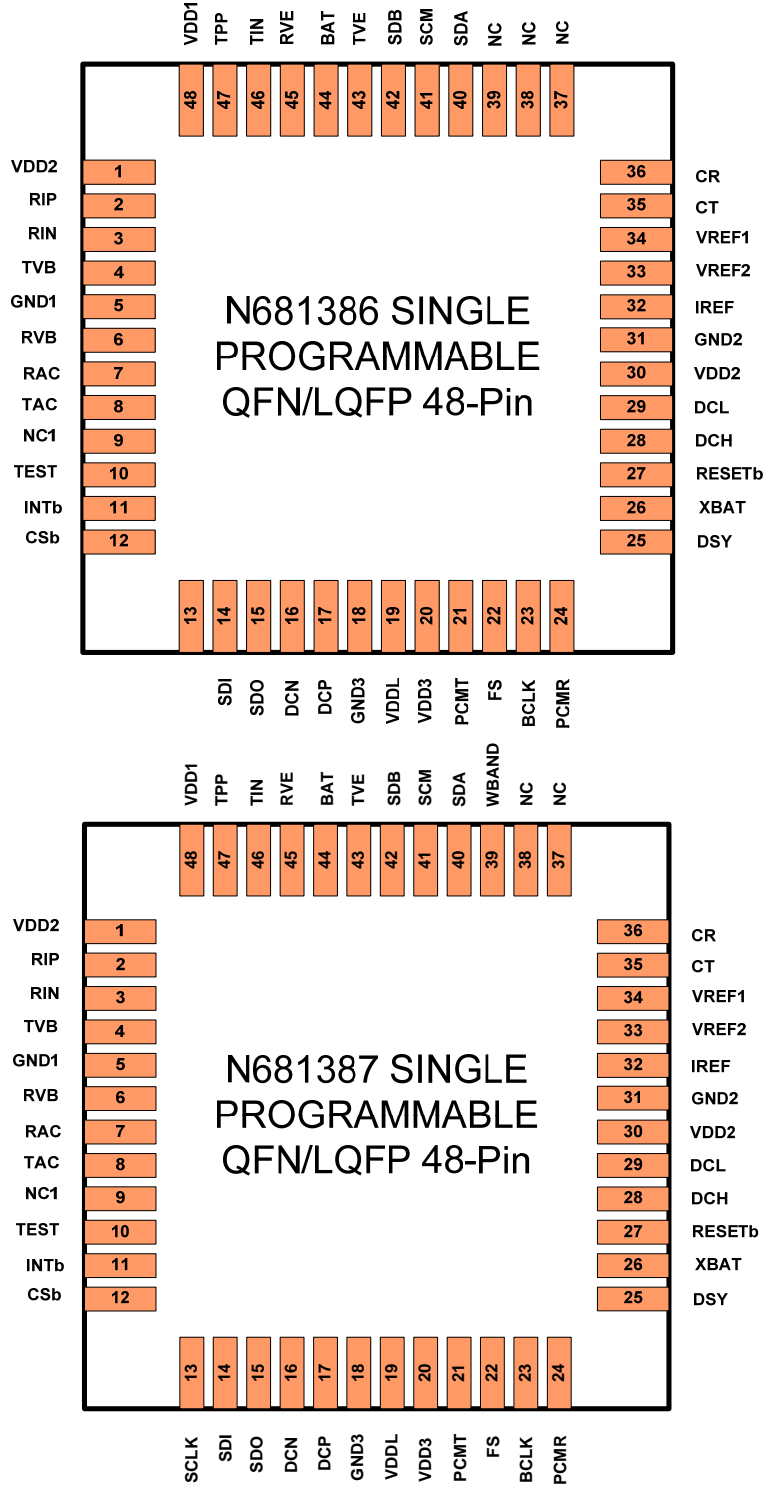 VDD1 TPP TIN RVE BAT TVE SDB SCM SDA NC NC NC
48 47 46 45 44 43 42 41 40 39 38 37
VDD2 1 36 CR
RIP 2 35 CT
RIN 3 34 VREF1
TVB 4 33 VREF2
GND1 5 32 IREF
RVB 6 31 GND2
RAC 7 30 VDD2
TAC 8 29 DCL
NC1 9 28 DCH
TEST 10 27 RESETb
INTb 11 26 XBAT
CSb 12 25 DSY
N681386 SINGLE
PROGRAMMABLE
QFN/LQFP 48-Pin
13 14 15 16 17 18 19 20 21 22 23 24
SDI SDO DCN DCP GND3 VDDL VDD3 PCMT FS BCLK PCMR
VDD1 TPP TIN RVE BAT TVE SDB SCM SDA WBAND NC NC
48 47 46 45 44 43 42 41 40 39 38 37
VDD2 1 36 CR
RIP 2 35 CT
RIN 3 34 VREF1
TVB 4 33 VREF2
GND1 5 32 IREF
RVB 6 31 GND2
RAC 7 30 VDD2
TAC 8 29 DCL
NC1 9 28 DCH
TEST 10 27 RESETb
INTb 11 26 XBAT
CSb 12 25 DSY
N681387 SINGLE
PROGRAMMABLE
QFN/LQFP 48-Pin
13 14 15 16 17 18 19 20 21 22 23 24
SCLK SDI SDO DCN DCP GND3 VDDL VDD3 PCMT FS BCLK PCMR